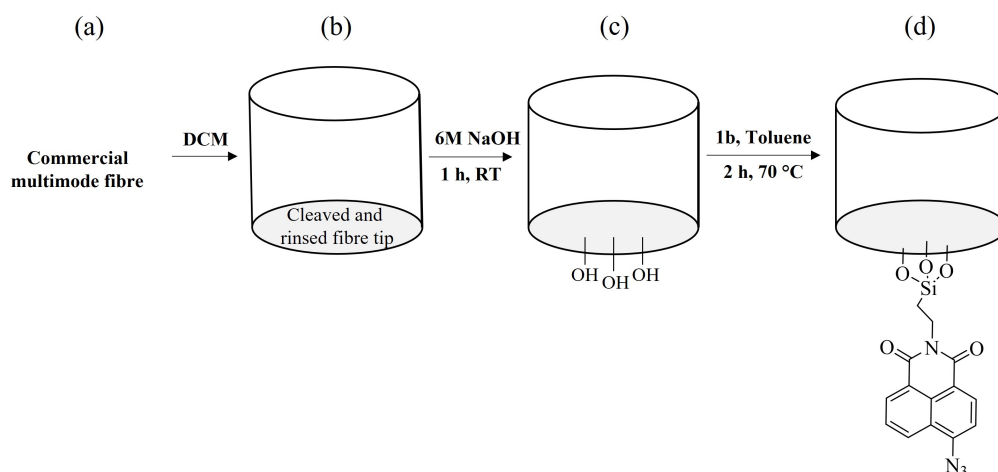 (a)
(b)
(c)
(d)
Commercial
multimode fibre
DCM
Cleaved and
rinsed fibre tip
6M NaOH
1 h, RT
OH
OH
OH
1b, Toluene
2 h, 70 °C
O
O
O
Si
O
N
O
N₃